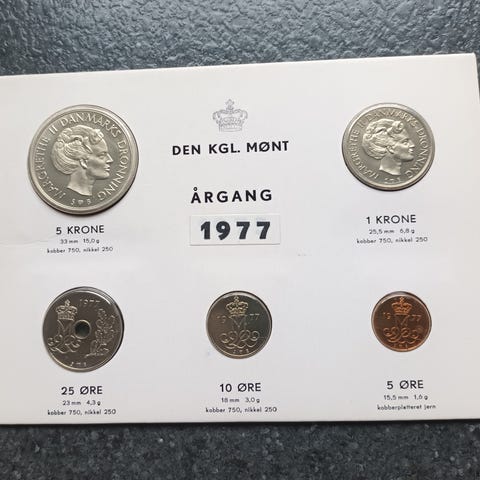 MARGRETHE II DANMARKS DRONNING
S♥B
DEN KGL. MØNT
MARGRETHE II DANMARKS DRONNING
S♥B
ÅRGANG
1977
5 KRONE
33 mm 15,0 g
kobber 750, nikkel 250
1 KRONE
25,5 mm 6,8 g
kobber 750, nikkel 250
1977
S♥B
1977
S♥B
1977
S♥B
25 ØRE
23 mm 4,3 g
kobber 750, nikkel 250
10 ØRE
18 mm 3,0 g
kobber 750, nikkel 250
5 ØRE
15,5 mm 1,6 g
kobberpletteret jern